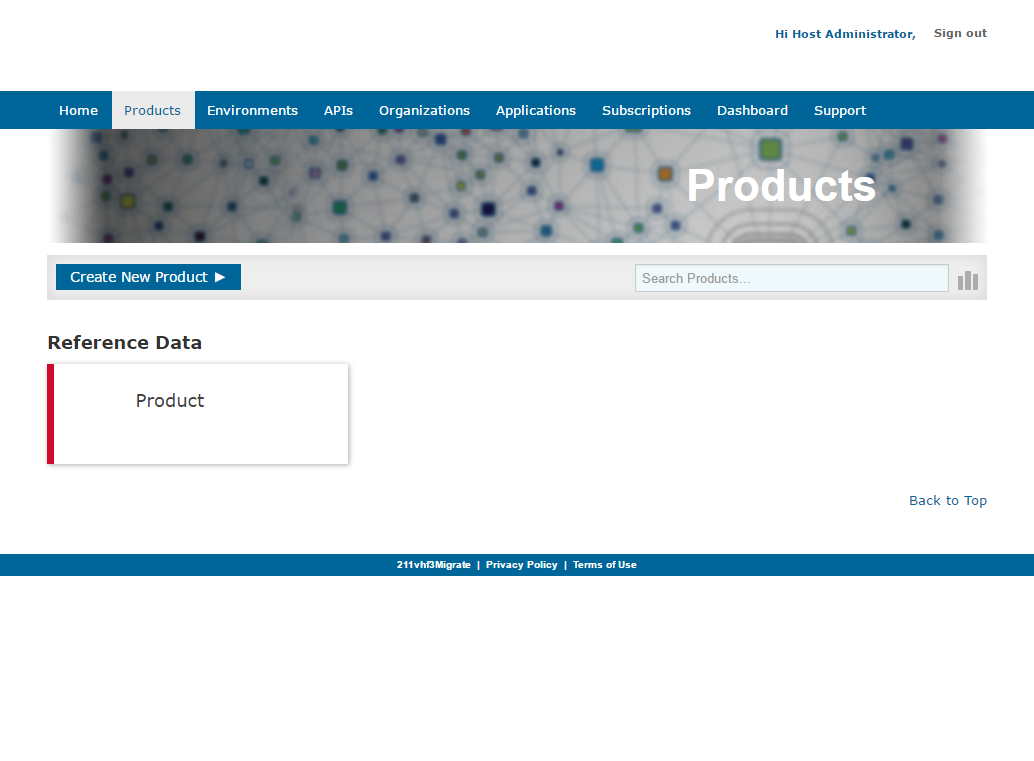 Hi Host Administrator, Sign out
Home Products Environments APIs Organizations Applications Subscriptions Dashboard Support
Products
Create New Product ► Search Products...
Reference Data
Product
Back to Top
211vhf3Migrate | Privacy Policy | Terms of Use